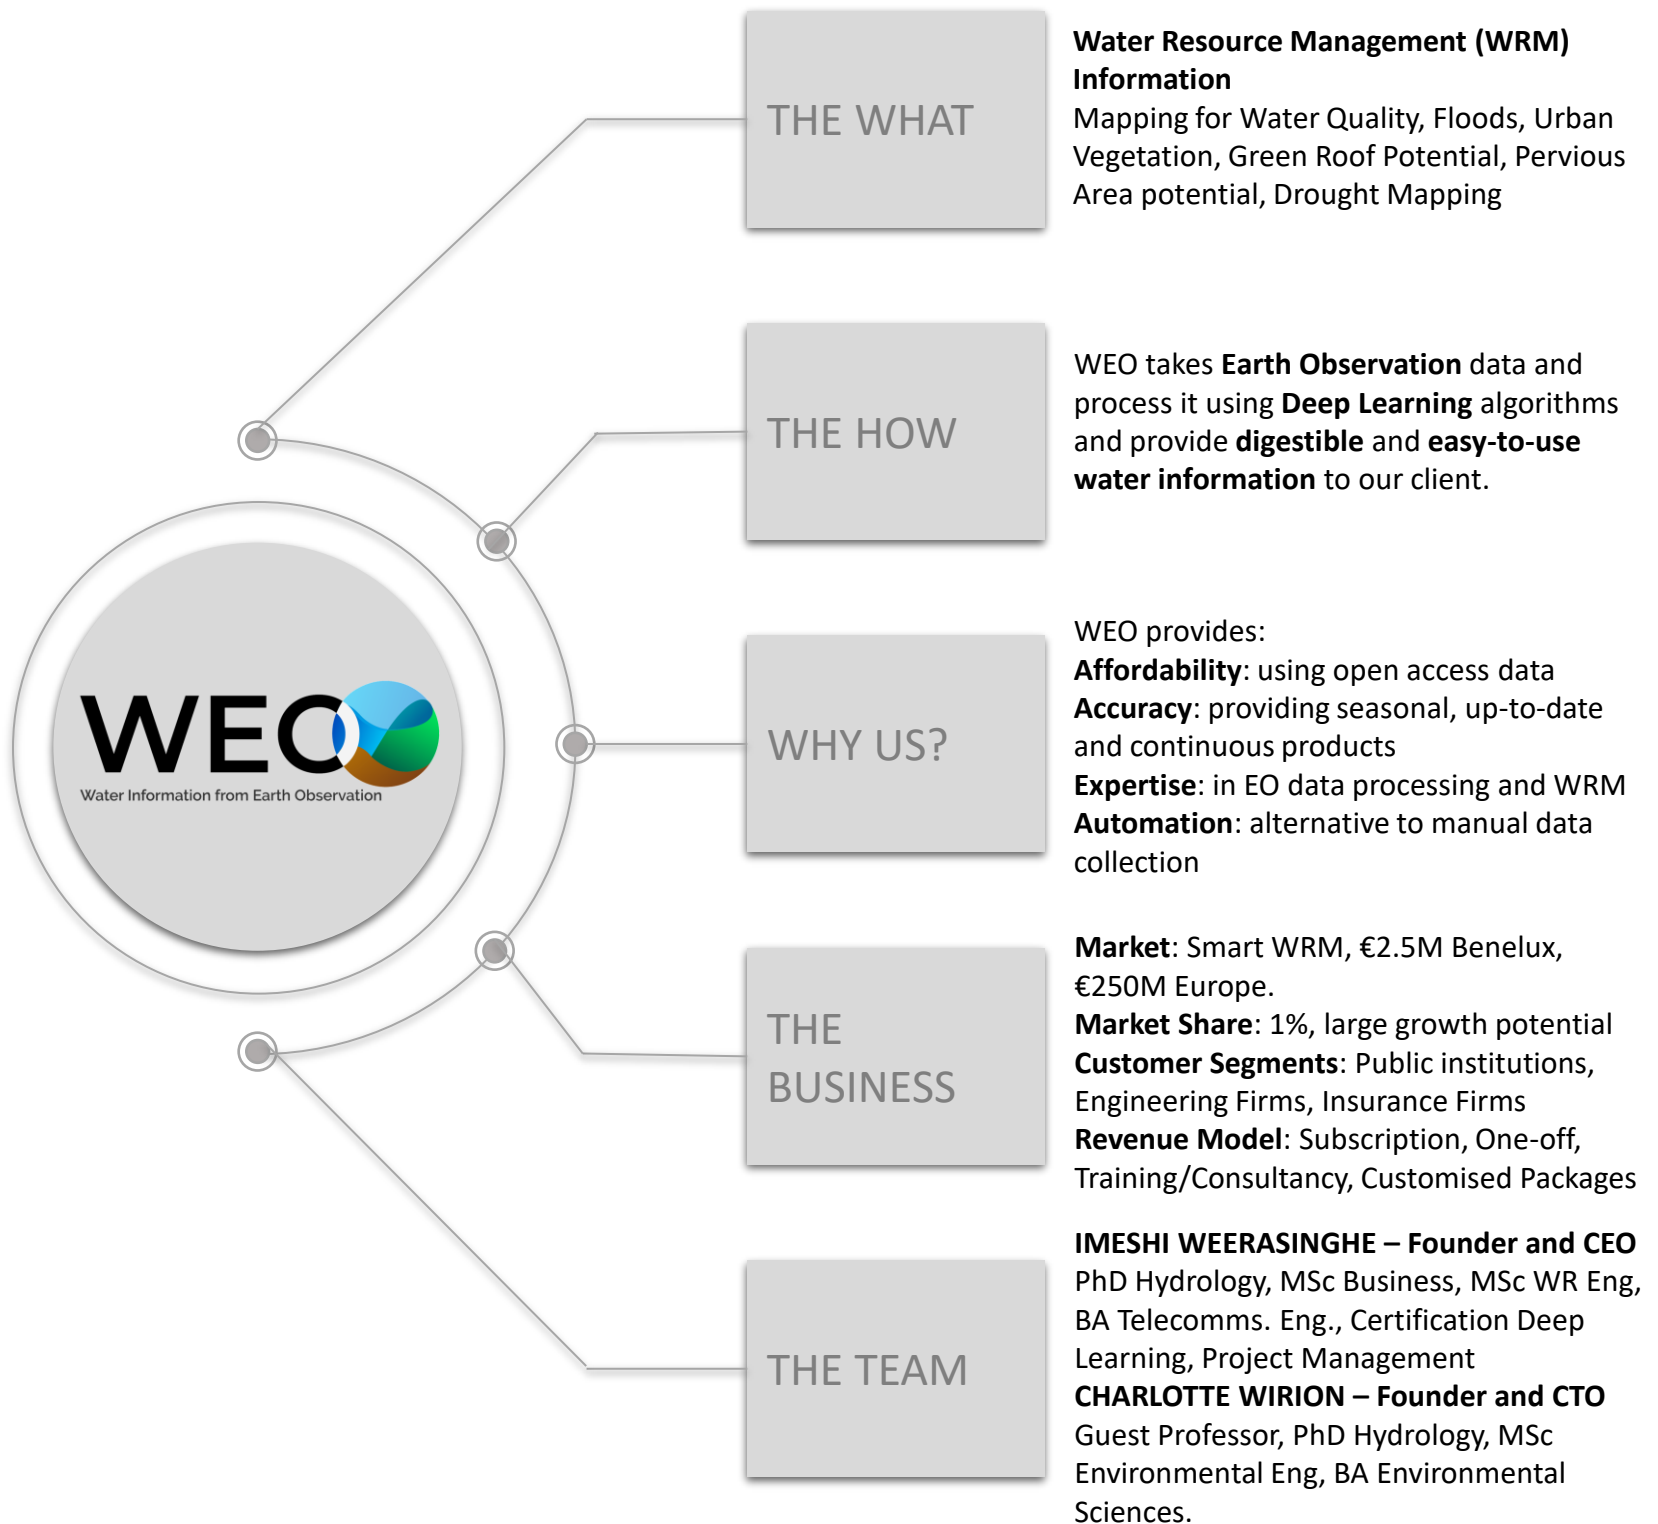 THE WHAT
Water Resource Management (WRM)
Information
Mapping for Water Quality, Floods, Urban
Vegetation, Green Roof Potential, Pervious
Area potential, Drought Mapping
THE HOW
WEO takes Earth Observation data and
process it using Deep Learning algorithms
and provide digestible and easy-to-use
water information to our client.
WEO
Water Information from Earth Observation
WHY US?
WEO provides:
Affordability: using open access data
Accuracy: providing seasonal, up-to-date
and continuous products
Expertise: in EO data processing and WRM
Automation: alternative to manual data
collection
THE
BUSINESS
Market: Smart WRM, €2.5M Benelux,
€250M Europe.
Market Share: 1%, large growth potential
Customer Segments: Public institutions,
Engineering Firms, Insurance Firms
Revenue Model: Subscription, One-off,
Training/Consultancy, Customised Packages
THE TEAM
IMESHI WEERASINGHE – Founder and CEO
PhD Hydrology, MSc Business, MSc WR Eng,
BA Telecomms. Eng., Certification Deep
Learning, Project Management
CHARLOTTE WIRION – Founder and CTO
Guest Professor, PhD Hydrology, MSc
Environmental Eng, BA Environmental
Sciences.